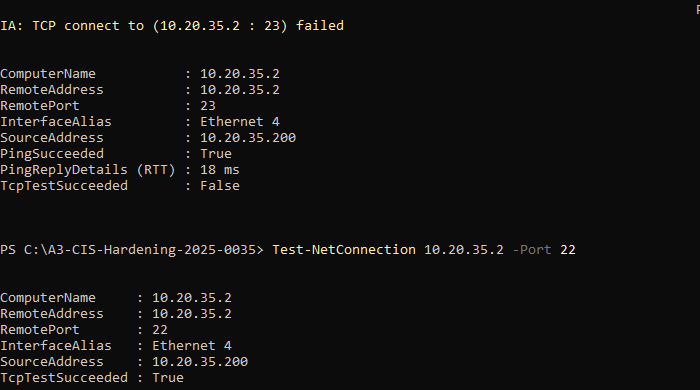 IA: TCP connect to (10.20.35.2 : 23) failed
ComputerName : 10.20.35.2
RemoteAddress : 10.20.35.2
RemotePort : 23
InterfaceAlias : Ethernet 4
SourceAddress : 10.20.35.200
PingSucceeded : True
PingReplyDetails (RTT) : 18 ms
TcpTestSucceeded : False
PS C:\A3-CIS-Hardening-2025-0035> Test-NetConnection 10.20.35.2 -Port 22
ComputerName : 10.20.35.2
RemoteAddress : 10.20.35.2
RemotePort : 22
InterfaceAlias : Ethernet 4
SourceAddress : 10.20.35.200
TcpTestSucceeded : True